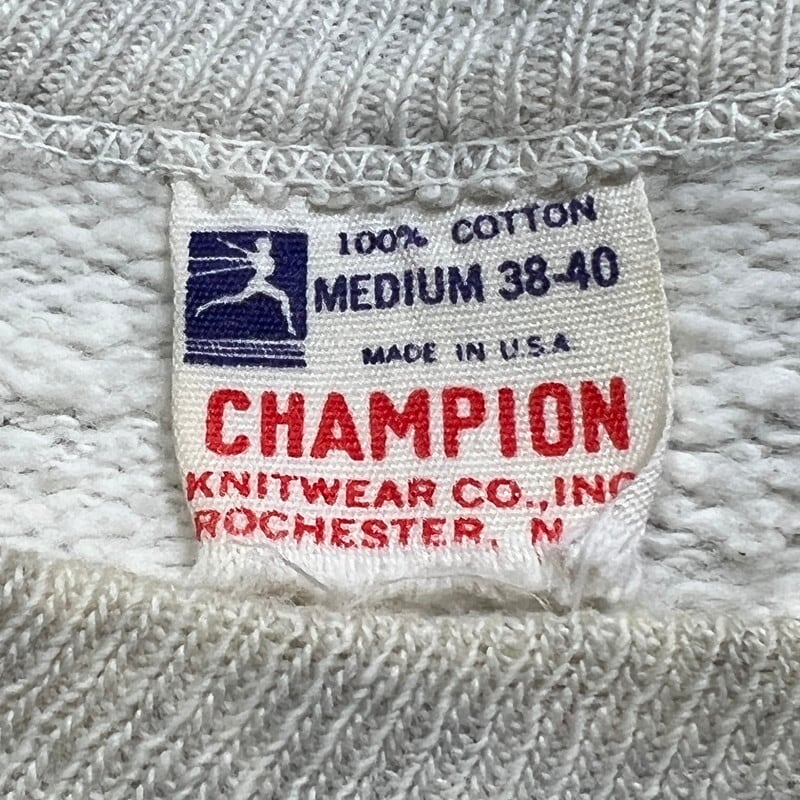 100% COTTON
MEDIUM 38-40
MADE IN U.S.A
CHAMPION
KNITWEAR CO., INC
ROCHESTER, N